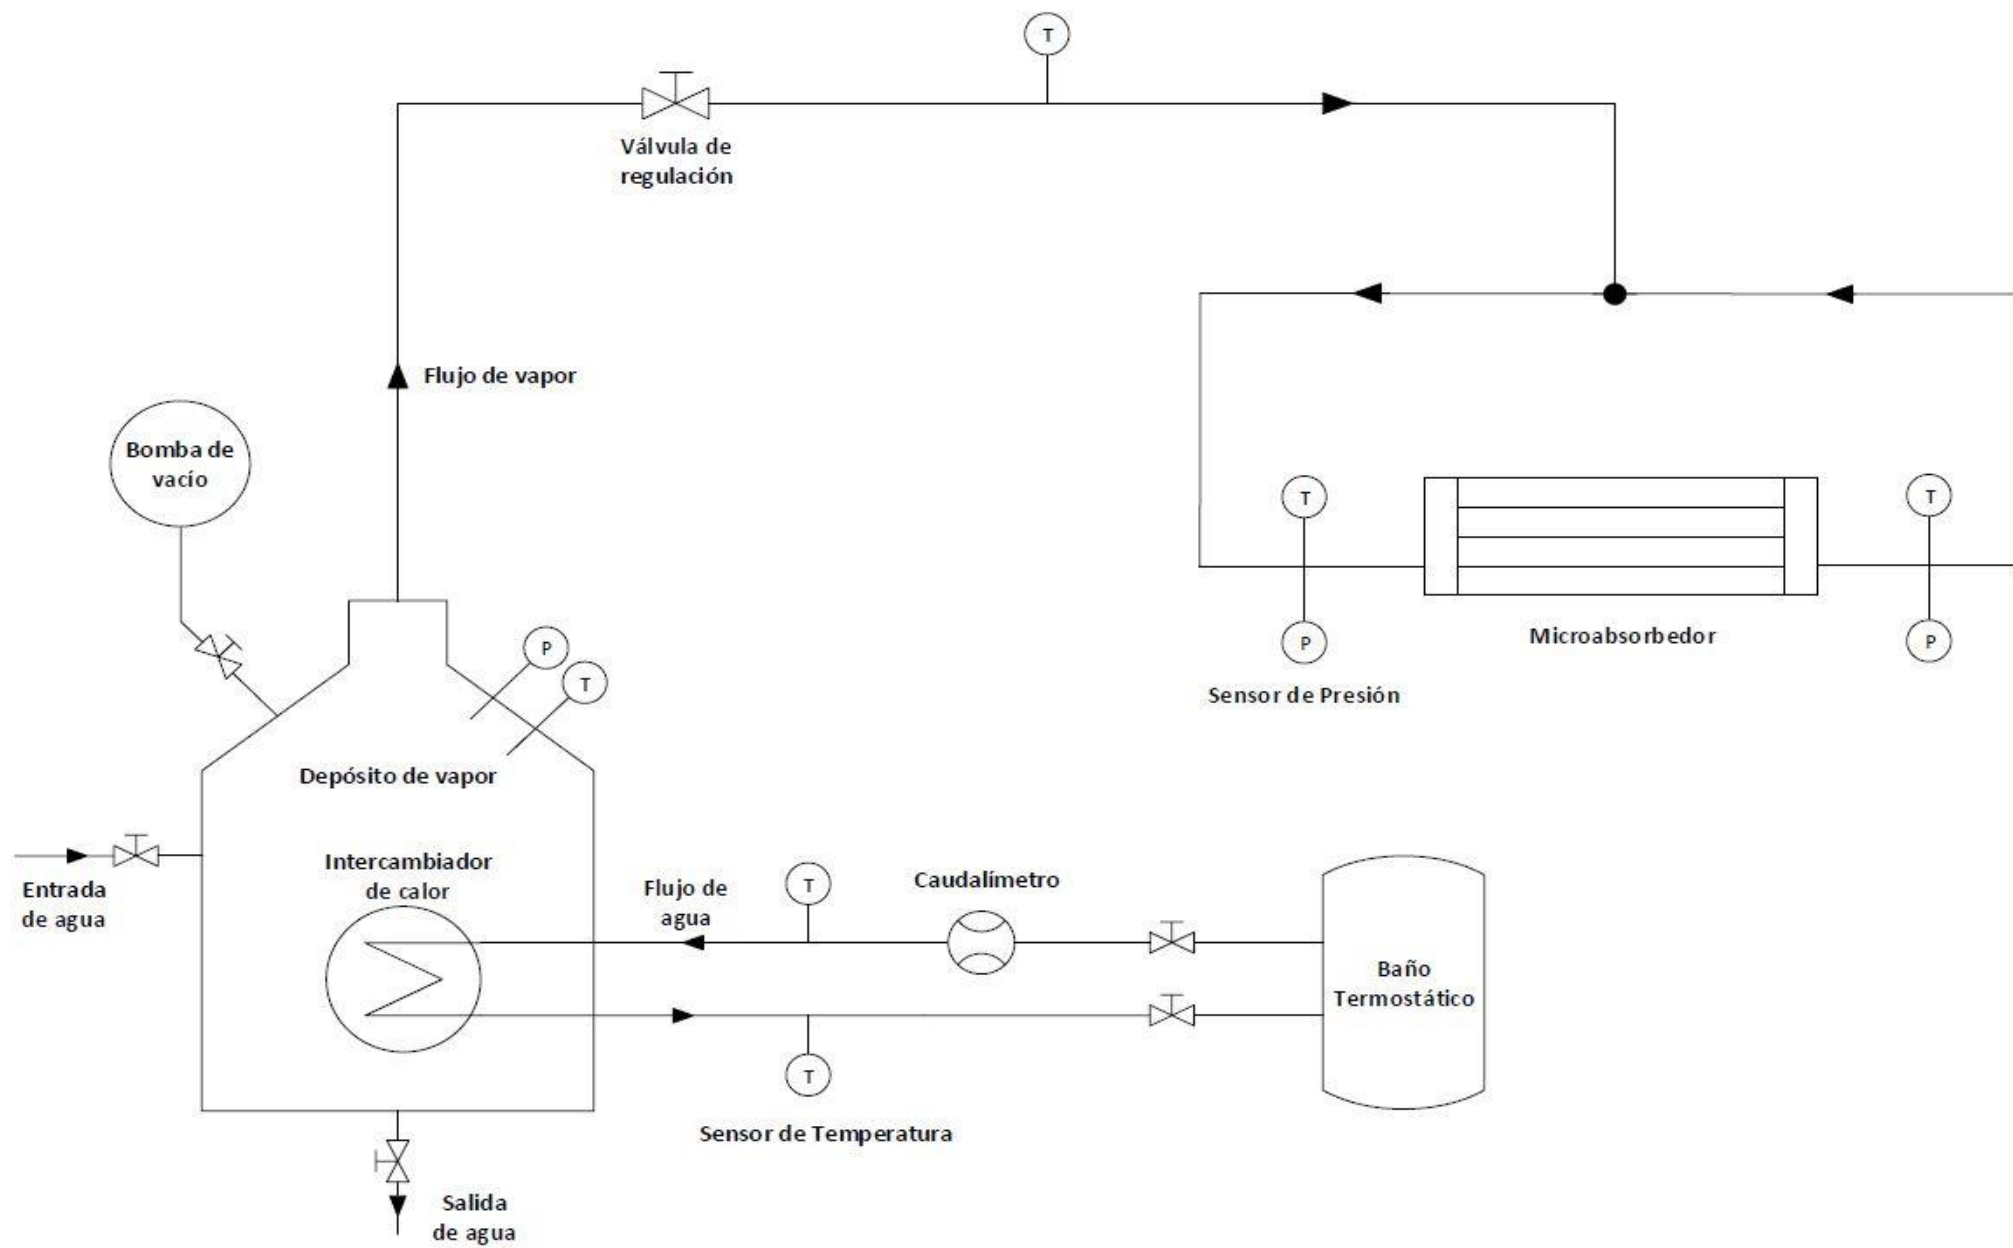 T
Válvula de
regulación
Flujo de vapor
Bomba de
vacío
T
T
P
T
P
P
Microabsorbedor
Sensor de Presión
Depósito de vapor
Entrada
de agua
Intercambiador
de calor
Flujo de
agua
T
Caudalímetro
Baño
Termostático
T
Sensor de Temperatura
Salida
de agua